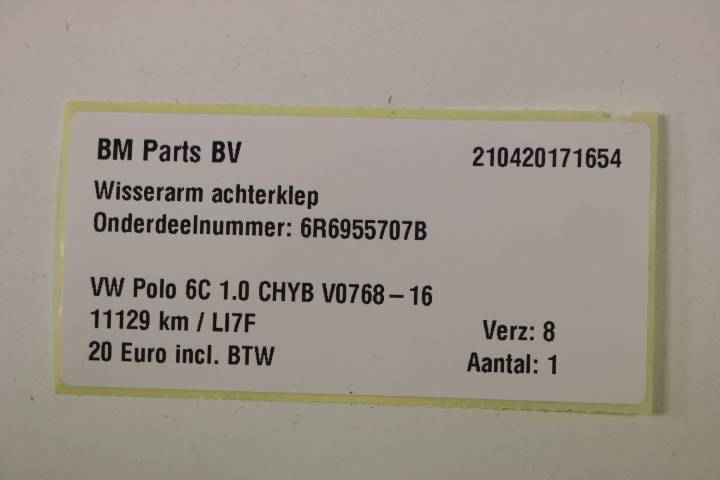 BM Parts BV 210420171654
Wisserarm achterklep
Onderdeelnummer: 6R6955707B
VW Polo 6C 1.0 CHYB V0768-16
11129 km / LI7F
Verz: 8
20 Euro incl. BTW
Aantal: 1